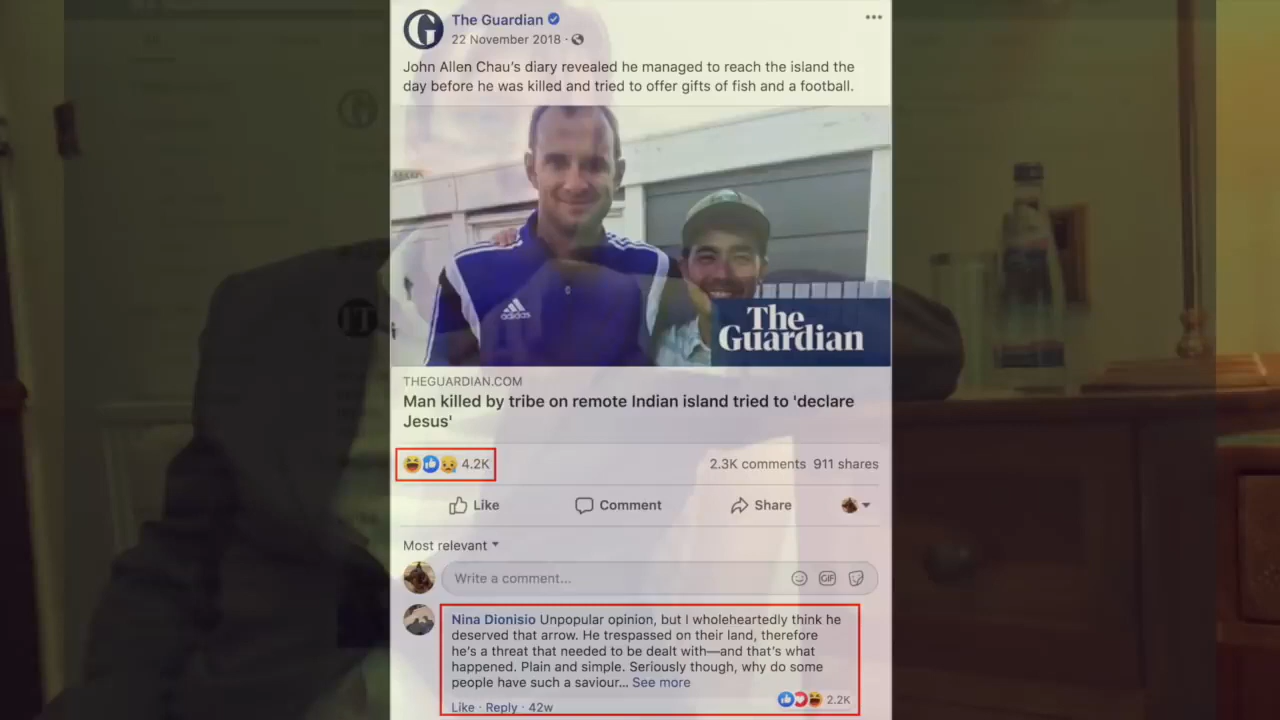 The Guardian
22 November 2018 ·
John Allen Chau's diary revealed he managed to reach the island the
day before he was killed and tried to offer gifts of fish and a football.
adidas
The
Guardian
THEGUARDIAN.COM
Man killed by tribe on remote Indian island tried to 'declare
Jesus'
4.2K 2.3K comments 911 shares
Like Comment Share
Most relevant
Write a comment...
GIF
Nina Dionisio Unpopular opinion, but I wholeheartedly think he
deserved that arrow. He trespassed on their land, therefore
he's a threat that needed to be dealt with—and that's what
happened. Plain and simple. Seriously though, why do some
people have such a saviour... See more
2.2K
Like · Reply · 42w